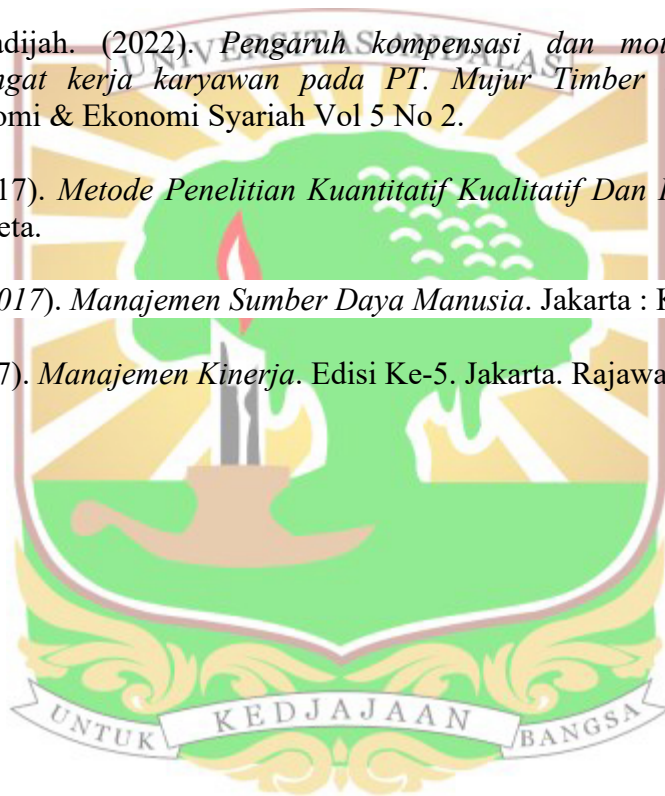 adijah. (2022). Pengaruh kompensasi dan mot
UNIVERSITAS ANDALAS
ngat kerja karyawan pada PT. Mujur Timber
omi & Ekonomi Syariah Vol 5 No 2.
17). Metode Penelitian Kuantitatif Kualitatif Dan
eta.
017). Manajemen Sumber Daya Manusia. Jakarta : K
7). Manajemen Kinerja. Edisi Ke-5. Jakarta. Rajawa
UNTUK KEDJAJAAN BANGSA